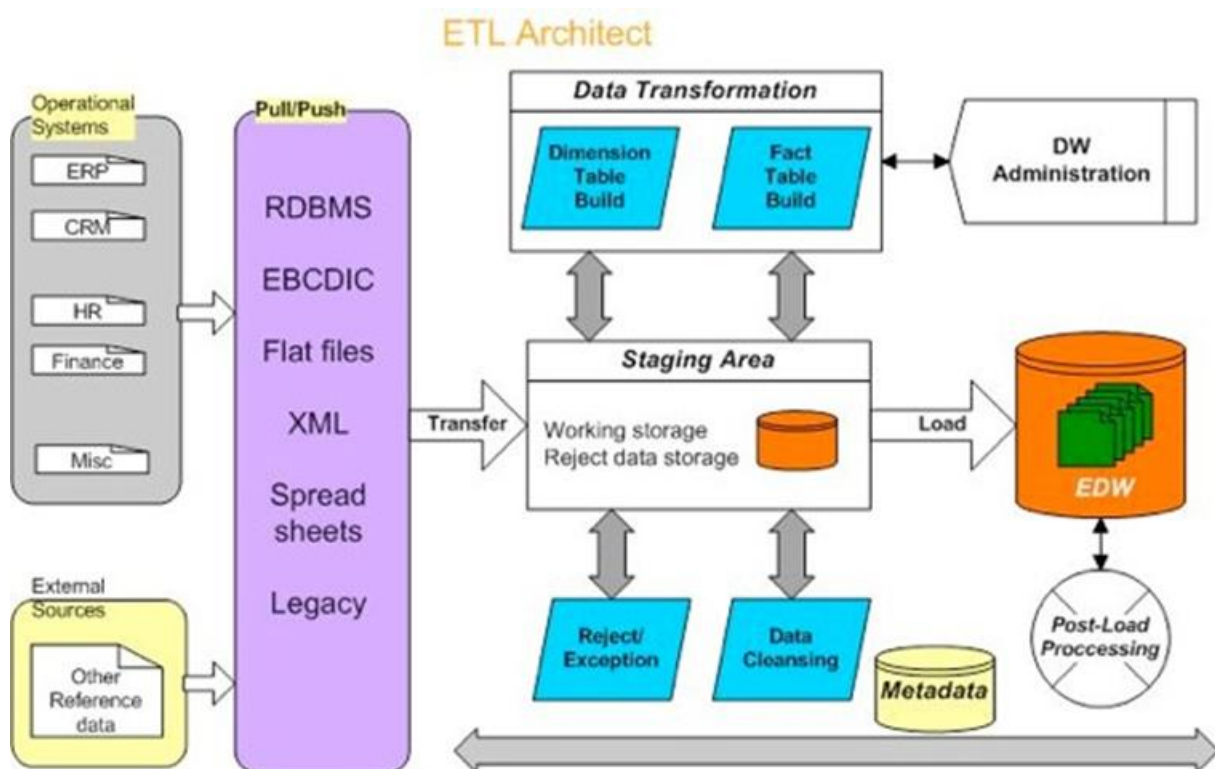 ETL Architect
Operational
Systems
ERP
CRM
HR
Finance
Misc
External
Sources
Other
Reference
data
Pull/Push
RDBMS
EBCDIC
Flat files
XML
Spread
sheets
Legacy
Transfer
Data Transformation
Dimension
Table
Build
Fact
Table
Build
DW
Administration
Staging Area
Working storage
Reject data storage
Load
EDW
Reject/
Exception
Data
Cleansing
Metadata
Post-Load
Proccessing